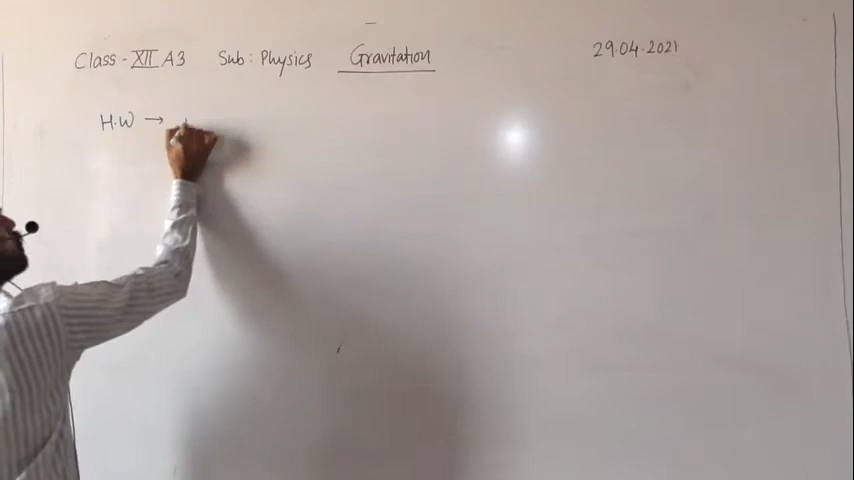 Class - XII A3 Sub : Physics Gravitation 29.04.2021
H.W →